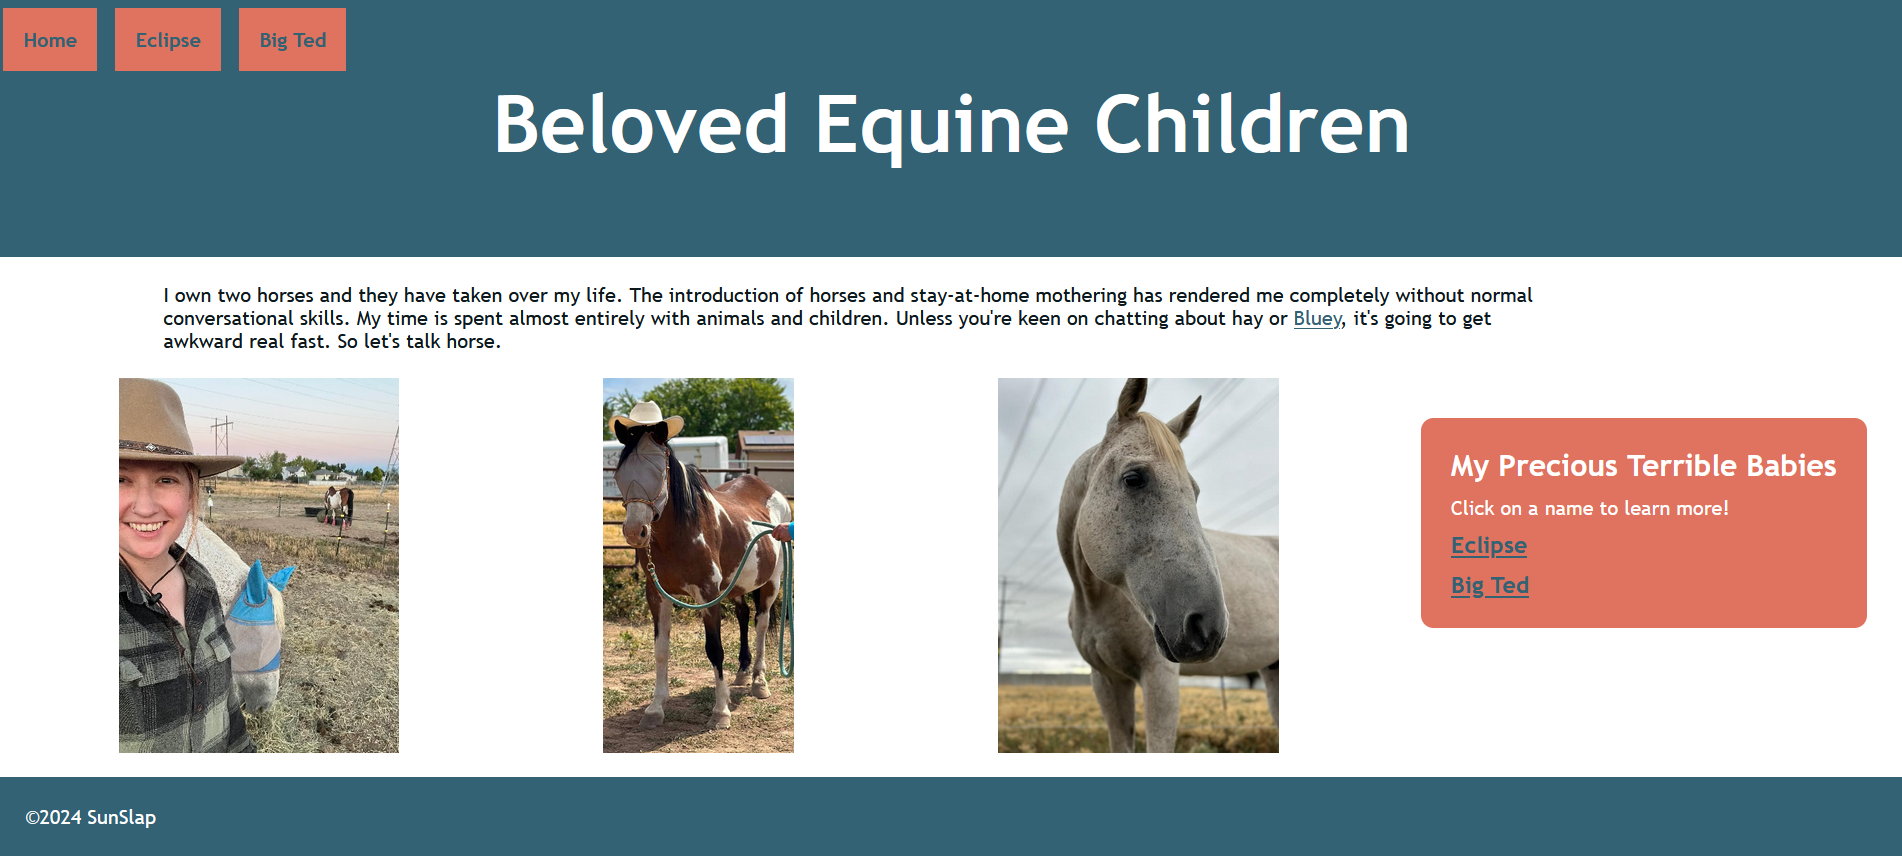 Home
Eclipse
Big Ted
Beloved Equine Children
I own two horses and they have taken over my life. The introduction of horses and stay-at-home mothering has rendered me completely without normal
conversational skills. My time is spent almost entirely with animals and children. Unless you're keen on chatting about hay or Bluey, it's going to get
awkward real fast. So let's talk horse.
My Precious Terrible Babies
Click on a name to learn more!
Eclipse
Big Ted
©2024 SunSlap